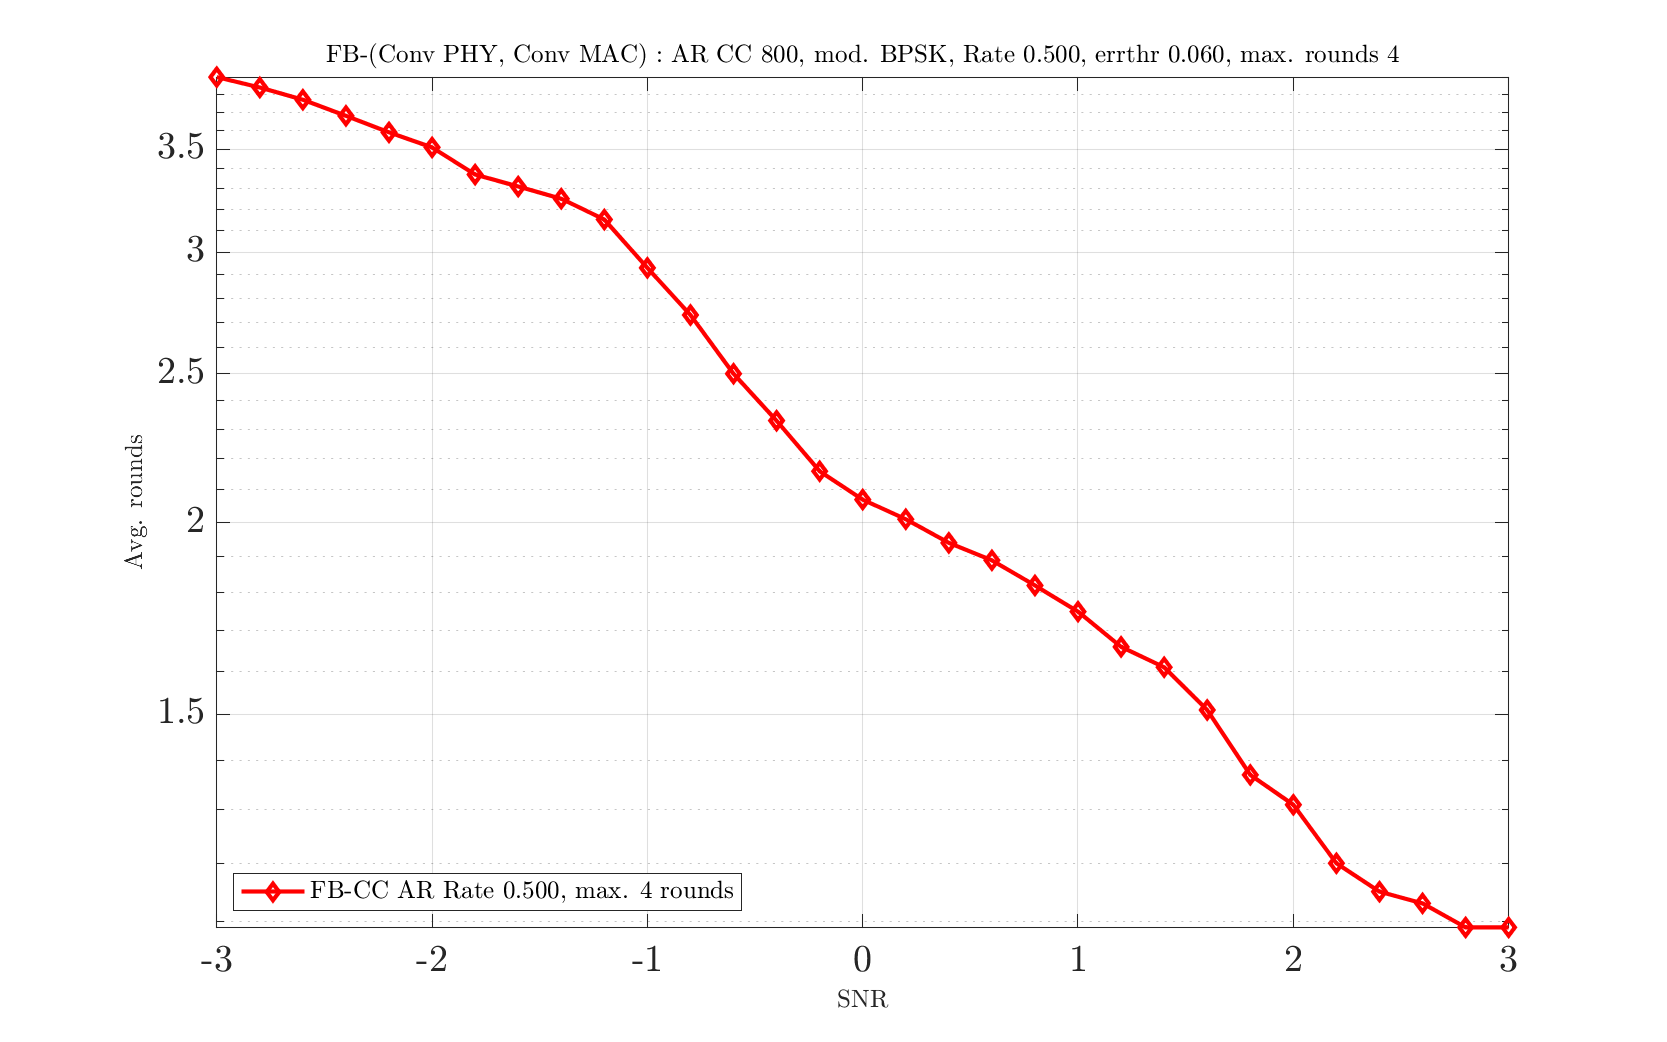 FB-(Conv PHY, Conv MAC) : AR CC 800, mod. BPSK, Rate 0.500, errthr 0.060, max. rounds 4
3.5
3
2.5
2
1.5
Avg. rounds
FB-CC AR Rate 0.500, max. 4 rounds
-3 -2 -1 0 1 2 3
SNR